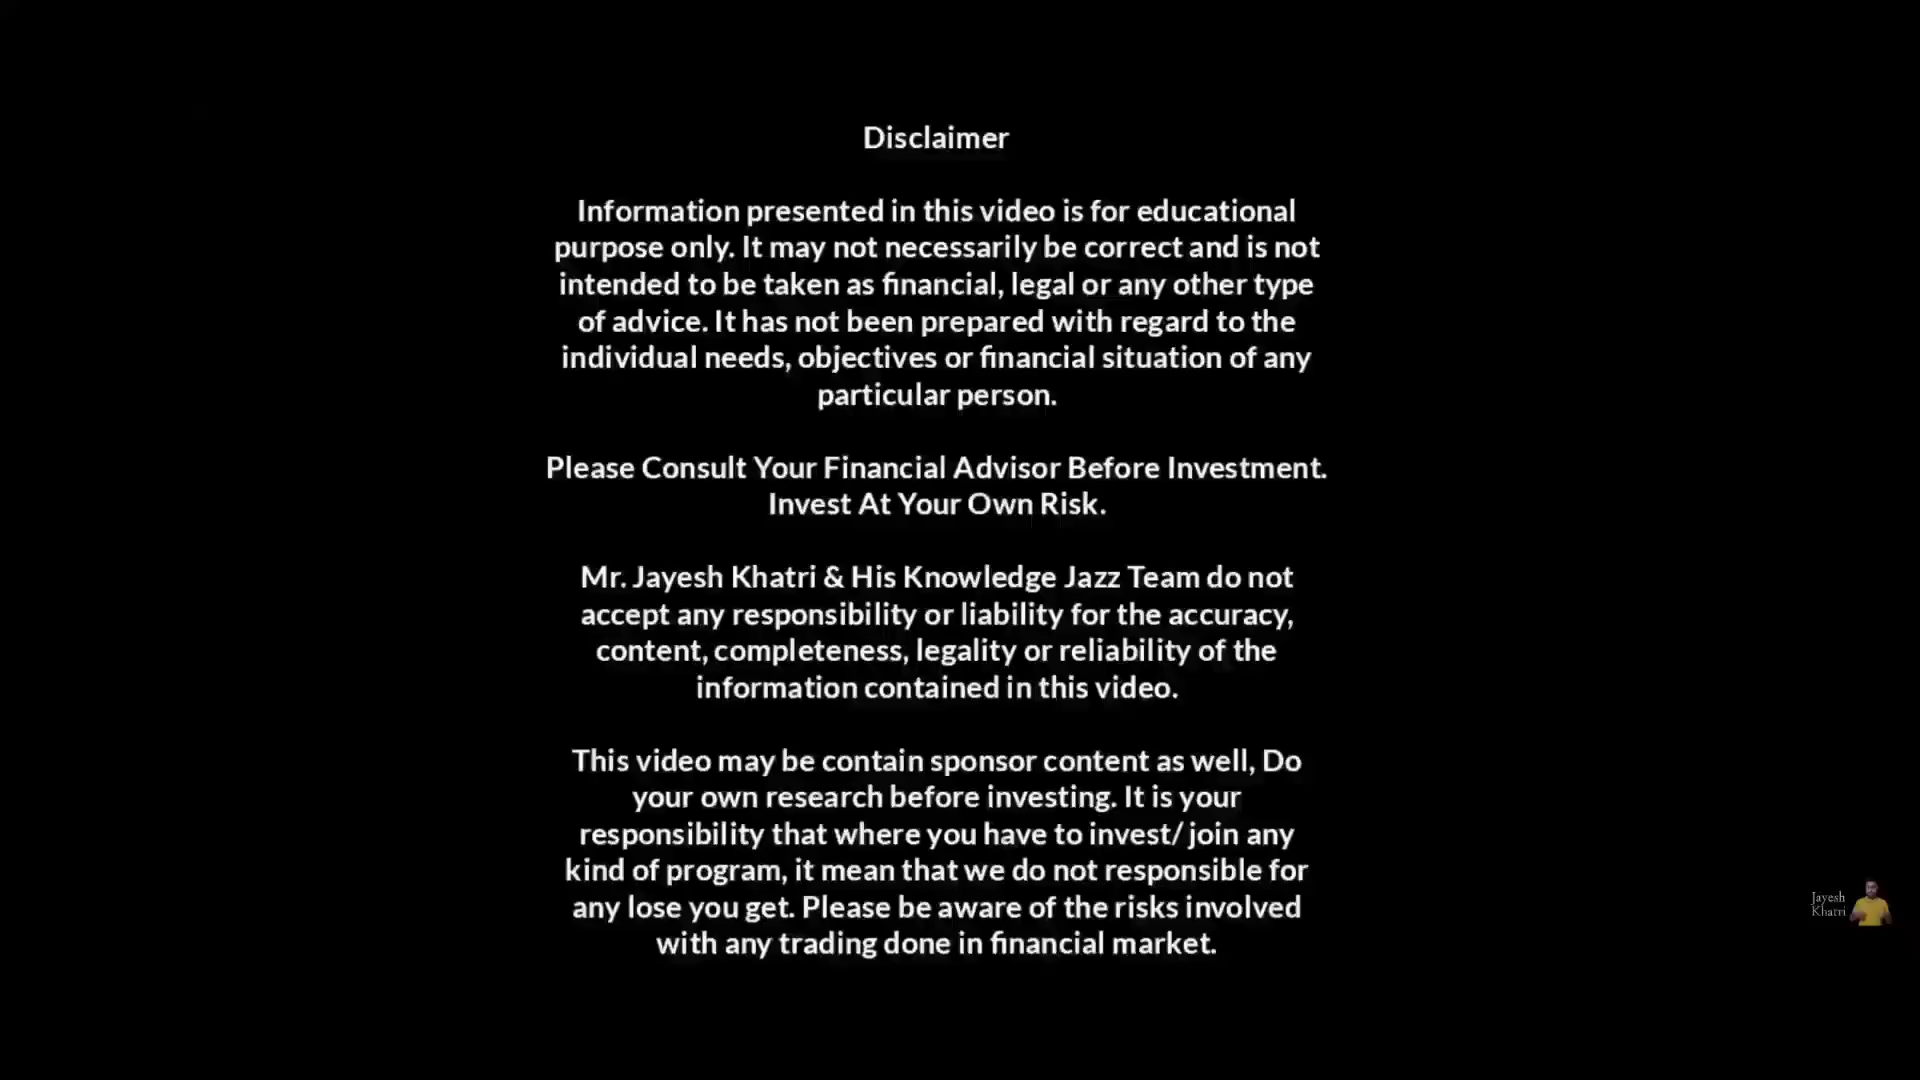 Disclaimer
Information presented in this video is for educational
purpose only. It may not necessarily be correct and is not
intended to be taken as financial, legal or any other type
of advice. It has not been prepared with regard to the
individual needs, objectives or financial situation of any
particular person.
Please Consult Your Financial Advisor Before Investment.
Invest At Your Own Risk.
Mr. Jayesh Khatri & His Knowledge Jazz Team do not
accept any responsibility or liability for the accuracy,
content, completeness, legality or reliability of the
information contained in this video.
This video may be contain sponsor content as well, Do
your own research before investing. It is your
responsibility that where you have to invest/ join any
kind of program, it mean that we do not responsible for
any lose you get. Please be aware of the risks involved
with any trading done in financial market.
Jayesh
Khatri